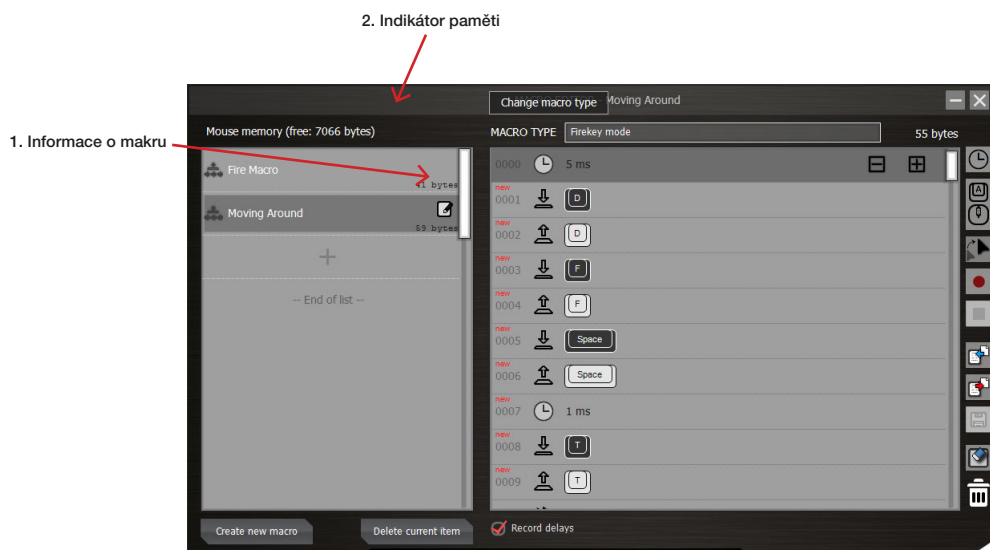 2. Indikátor paměti
1. Informace o makru
Change macro type
Moving Around
Mouse memory (free: 7066 bytes)
MACRO TYPE Firekey mode 55 bytes
Fire Macro
41 bytes
Moving Around
59 bytes
+
-- End of list --
0000 5 ms
new
0001 D
new
0002 D
new
0003 F
new
0004 F
new
0005 Space
new
0006 Space
new
0007 1 ms
new
0008 T
new
0009 T
A
Create new macro
Delete current item
Record delays